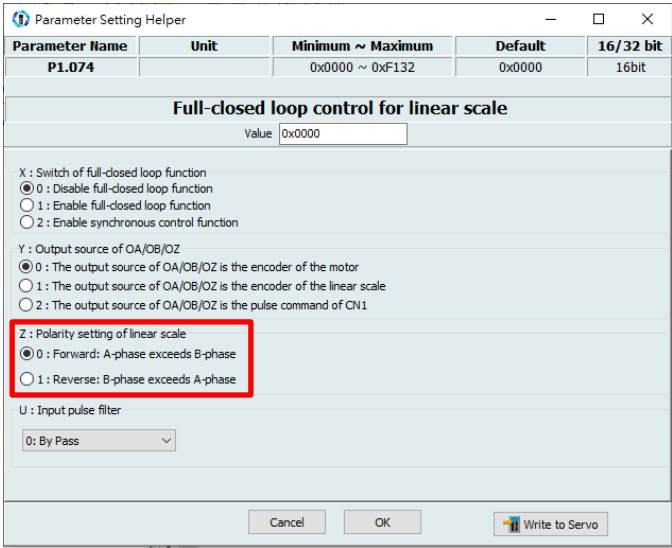 Parameter Setting Helper
Parameter Name Unit Minimum ~ Maximum Default 16/32 bit
P1.074 0x0000 ~ 0xF132 0x0000 16bit
Full-closed loop control for linear scale
Value 0x0000
X : Switch of full-closed loop function
0 : Disable full-closed loop function
1 : Enable full-closed loop function
2 : Enable synchronous control function
Y : Output source of OA/OB/OZ
0 : The output source of OA/OB/OZ is the encoder of the motor
1 : The output source of OA/OB/OZ is the encoder of the linear scale
2 : The output source of OA/OB/OZ is the pulse command of CN1
Z : Polarity setting of linear scale
0 : Forward: A-phase exceeds B-phase
1 : Reverse: B-phase exceeds A-phase
U : Input pulse filter
0: By Pass
Cancel OK Write to Servo